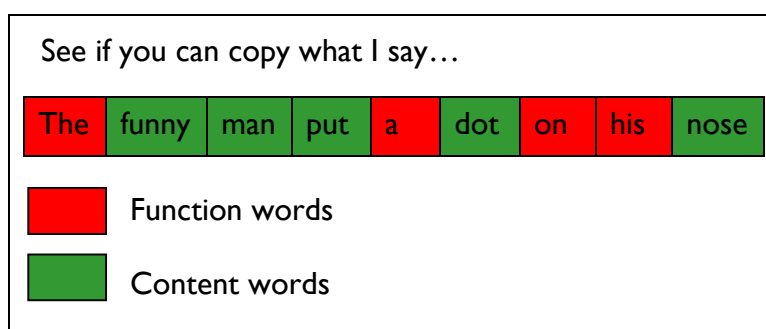 See if you can copy what I say…
The funny man put a dot on his nose
Function words
Content words